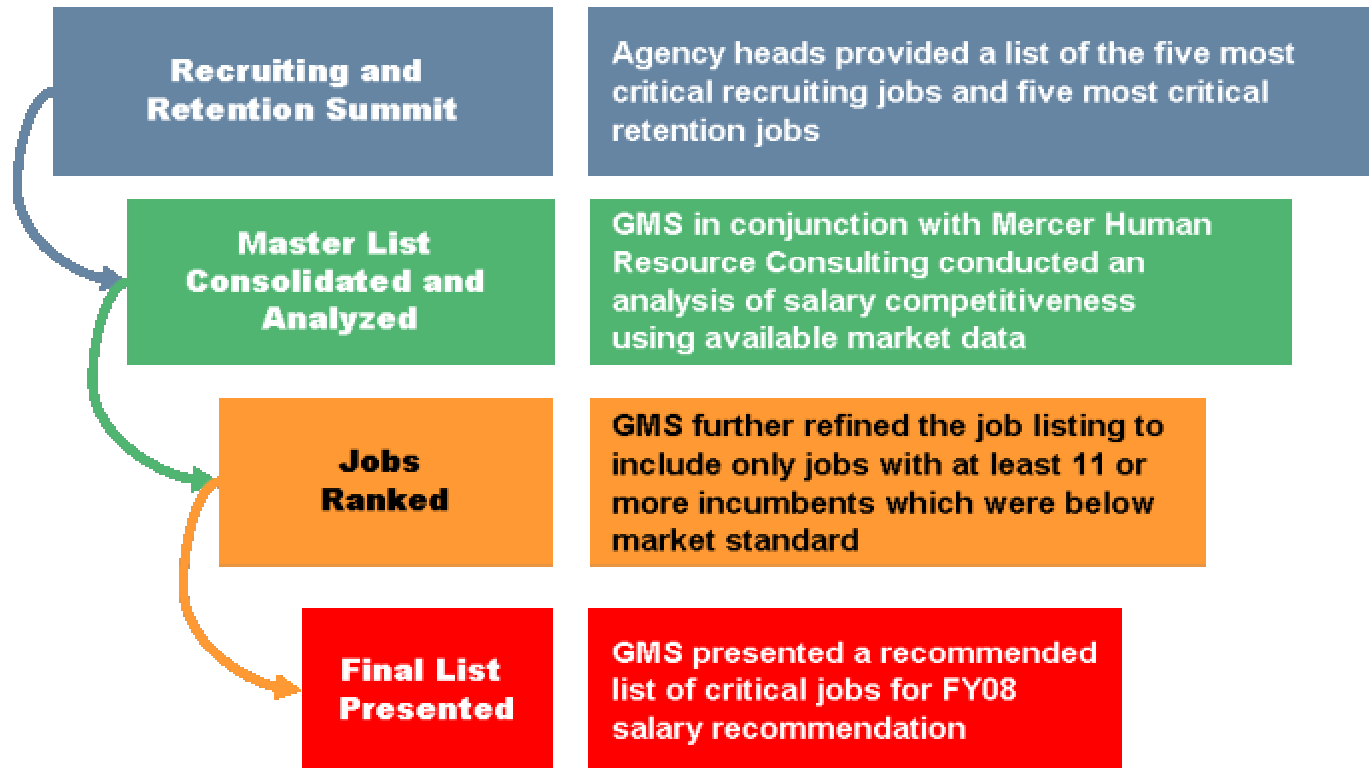 Recruiting and
Retention Summit
Agency heads provided a list of the five most
critical recruiting jobs and five most critical
retention jobs
Master List
Consolidated and
Analyzed
GMS in conjunction with Mercer Human
Resource Consulting conducted an
analysis of salary competitiveness
using available market data
Jobs
Ranked
GMS further refined the job listing to
include only jobs with at least 11 or
more incumbents which were below
market standard
Final List
Presented
GMS presented a recommended
list of critical jobs for FY08
salary recommendation